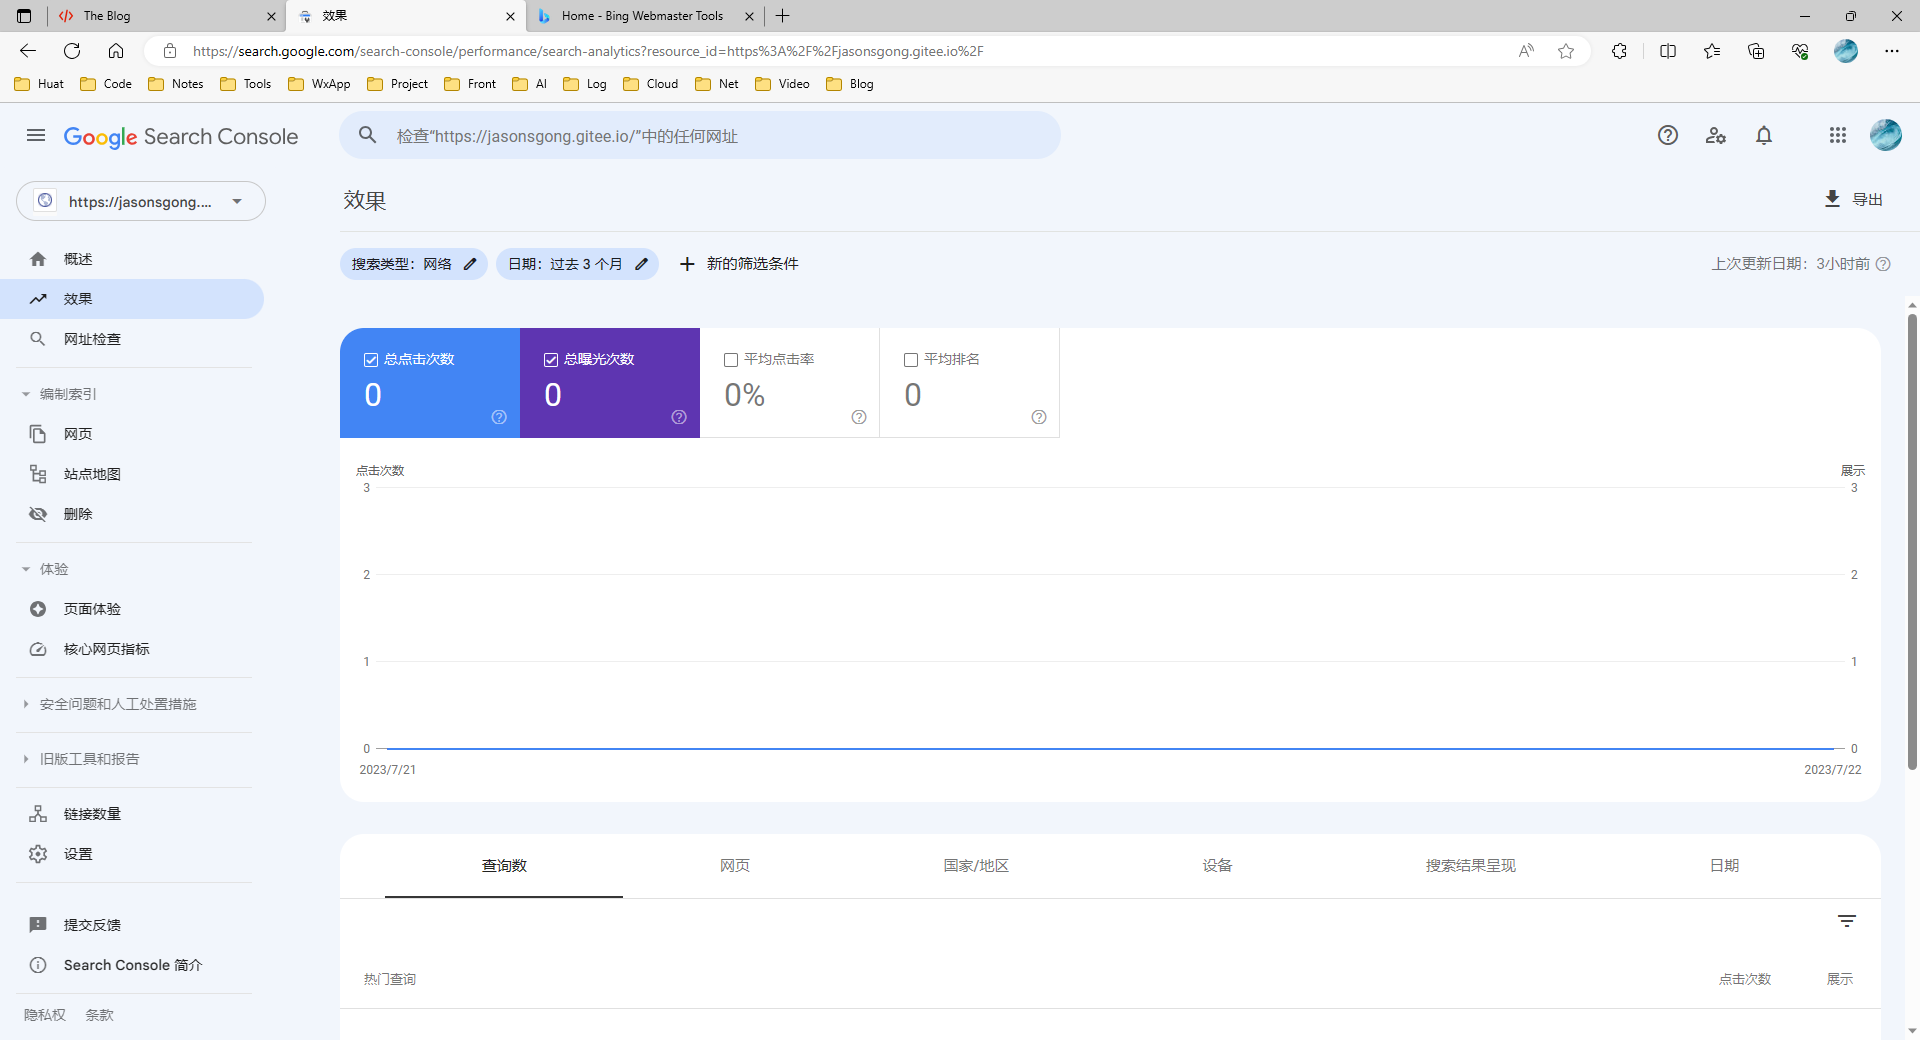 The Blog
效果
Home - Bing Webmaster Tools
https://search.google.com/search-console/performance/search-analytics?resource_id=https%3A%2F%2Fjasonsgong.gitee.io%2F
Huat
Code
Notes
Tools
WxApp
Project
Front
AI
Log
Cloud
Net
Video
Blog
Google Search Console
检查“https://jasonsgong.gitee.io/”中的任何网址
https://jasonsgong....
效果
导出
搜索类型：网络
日期：过去 3 个月
新的筛选条件
上次更新日期：3小时前
概述
效果
网址检查
编制索引
网页
站点地图
删除
体验
页面体验
核心网页指标
安全问题和人工处置措施
旧版工具和报告
链接数量
设置
提交反馈
Search Console 简介
隐私权 条款
总点击次数
0
总曝光次数
0
平均点击率
0%
平均排名
0
点击次数
展示
3 3
2 2
1 1
0 0
2023/7/21 2023/7/22
查询数
网页
国家/地区
设备
搜索结果呈现
日期
热门查询 点击次数 展示